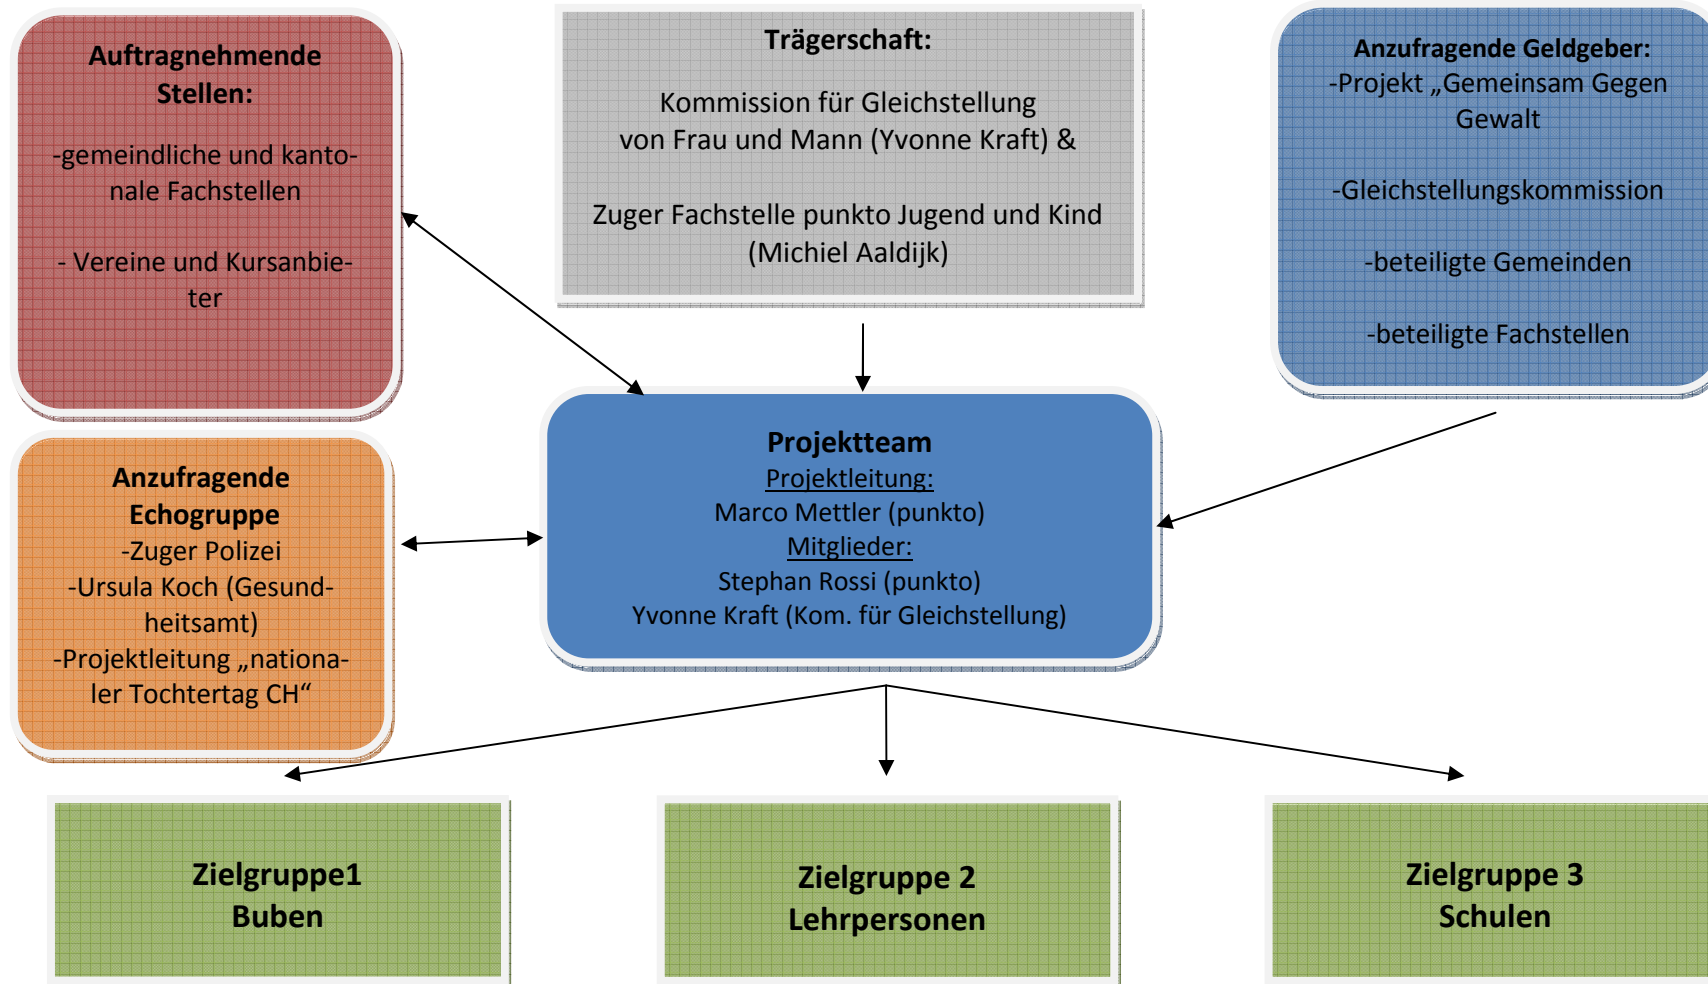 Auftragnehmende
Stellen:
-gemeindliche und kanto-
nale Fachstellen
- Vereine und Kursanbie-
ter
Trägerschaft:
Kommission für Gleichstellung
von Frau und Mann (Yvonne Kraft) &
Zuger Fachstelle punkto Jugend und Kind
(Michiel Aaldijk)
Anzufragende Geldgeber:
-Projekt „Gemeinsam Gegen
Gewalt
-Gleichstellungskommission
-beteiligte Gemeinden
-beteiligte Fachstellen
Anzufragende
Echogruppe
-Zuger Polizei
-Ursula Koch (Gesund-
heitsamt)
-Projektleitung „nationa-
ler Tochtertag CH“
Projektteam
Projektleitung:
Marco Mettler (punkto)
Mitglieder:
Stephan Rossi (punkto)
Yvonne Kraft (Kom. für Gleichstellung)
Zielgruppe1
Buben
Zielgruppe 2
Lehrpersonen
Zielgruppe 3
Schulen